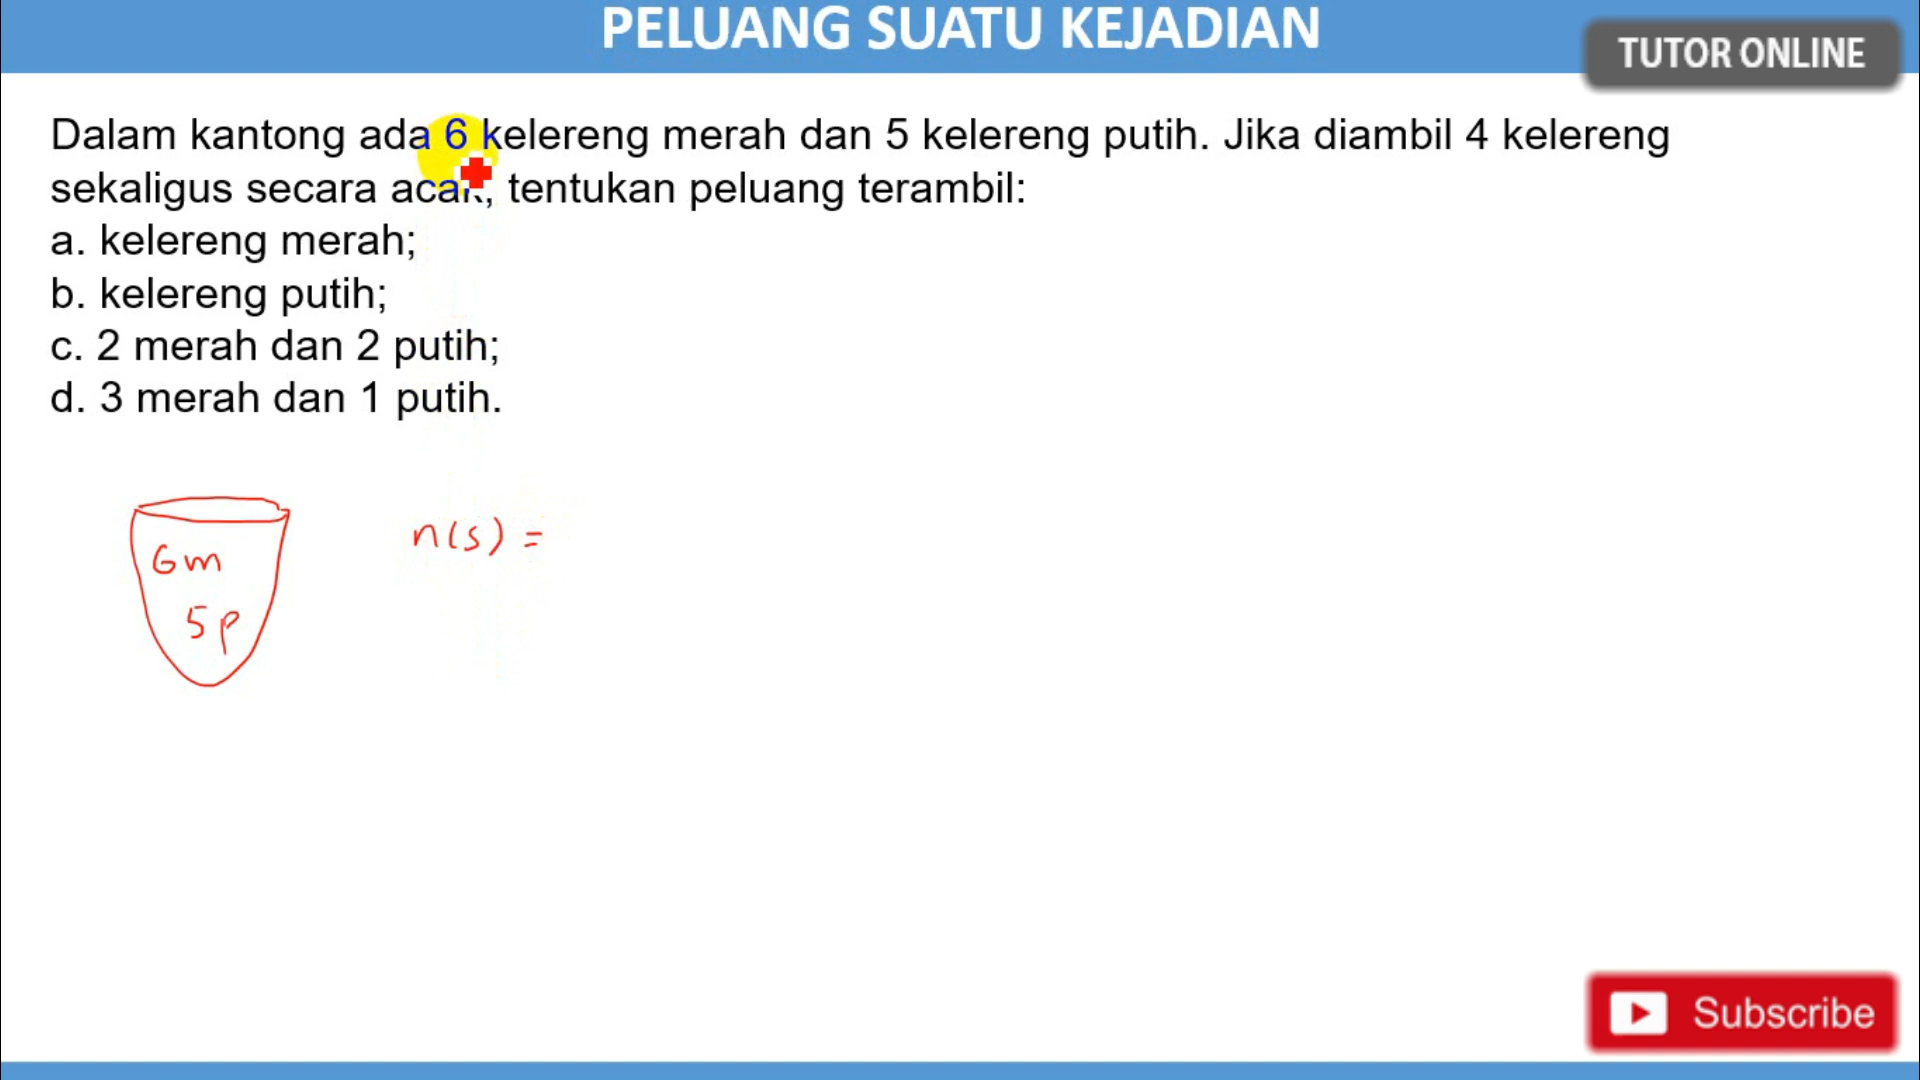 PELUANG SUATU KEJADIAN
TUTOR ONLINE
Dalam kantong ada 6 kelereng merah dan 5 kelereng putih. Jika diambil 4 kelereng
sekaligus secara acak, tentukan peluang terambil:
a. kelereng merah;
b. kelereng putih;
c. 2 merah dan 2 putih;
d. 3 merah dan 1 putih.
6m
5p
n(s) =
Subscribe